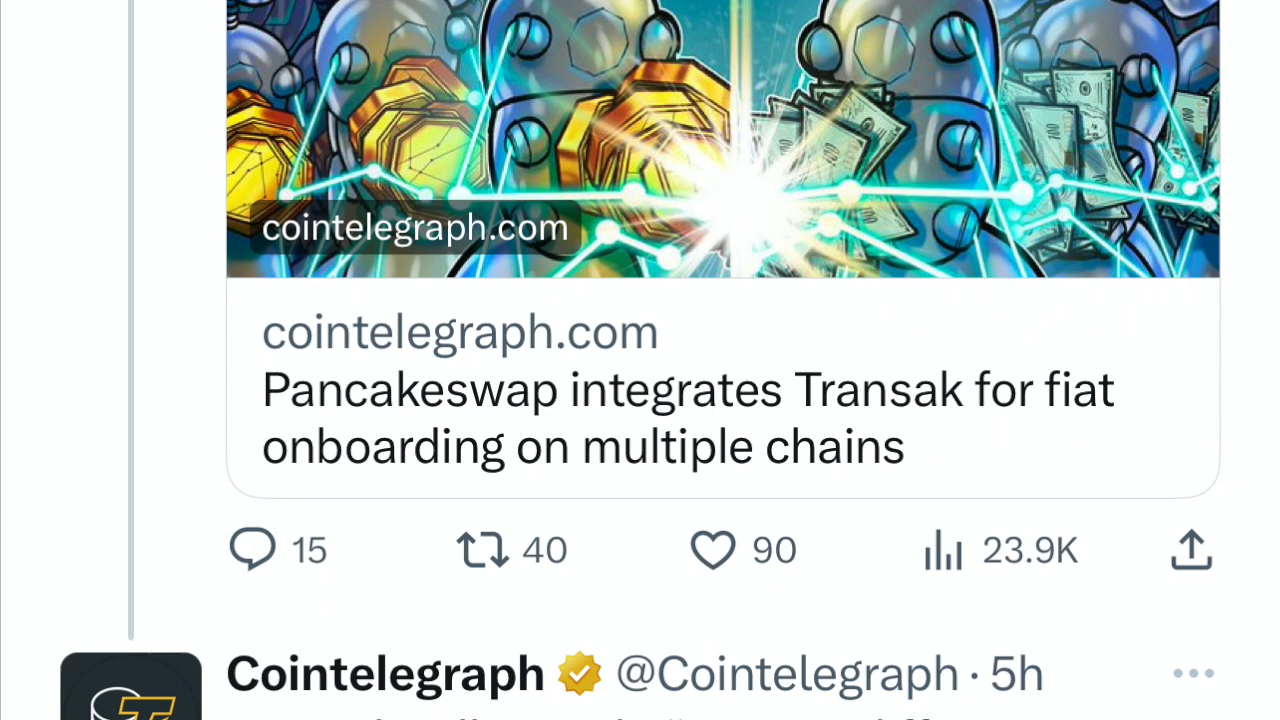 cointelegraph.com
cointelegraph.com
Pancakeswap integrates Transak for fiat
onboarding on multiple chains
15 40 90 23.9K
Cointelegraph @Cointelegraph · 5h